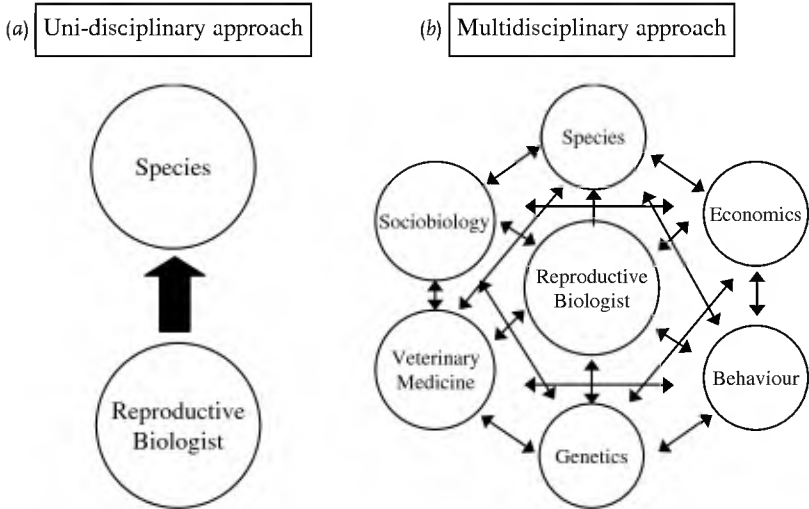 (a) Uni-disciplinary approach
(b) Multidisciplinary approach
Species
Reproductive
Biologist
Species
Sociobiology
Economics
Reproductive
Biologist
Veterinary
Medicine
Behaviour
Genetics